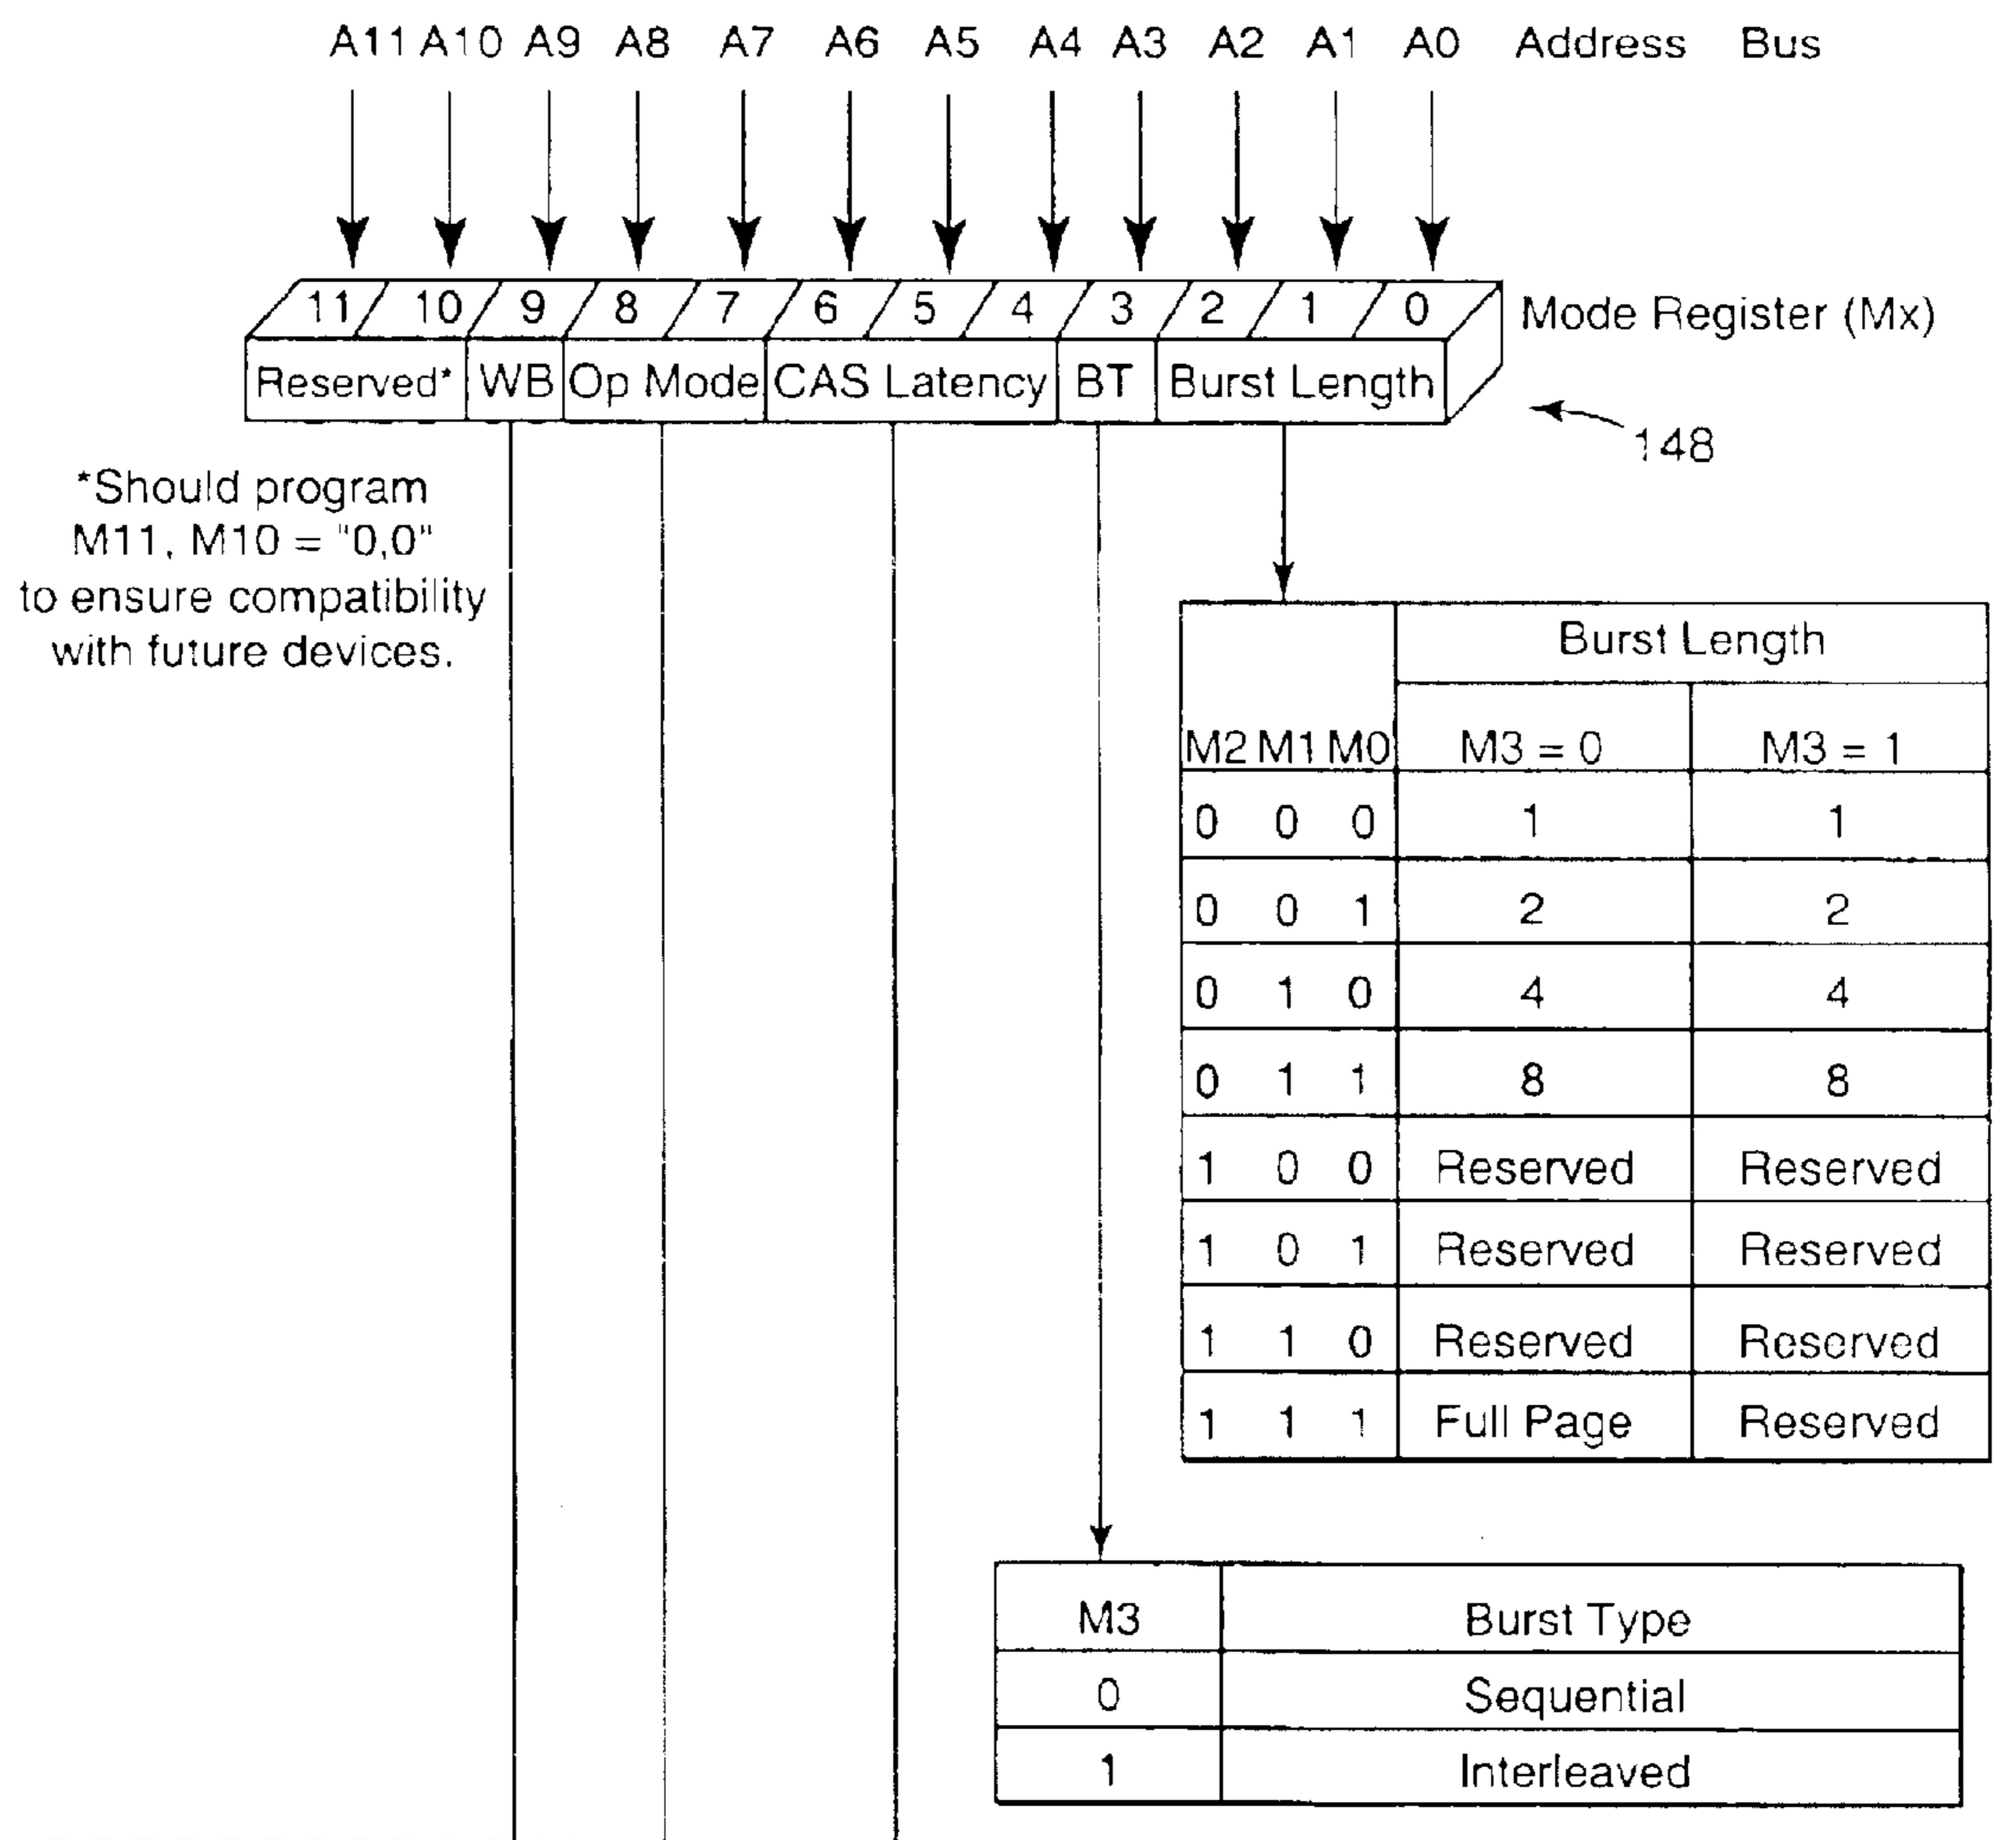 A11 A10 A9 A8 A7 A6 A5 A4 A3 A2 A1 A0 Address Bus
11 10 9 8 7 6 5 4 3 2 1 0 Mode Register (Mx)
Reserved* WB Op Mode CAS Latency BT Burst Length
148
*Should program
M11, M10 = "0,0"
to ensure compatibility
with future devices.
Burst Length
M2 M1 M0 M3 = 0 M3 = 1
0 0 0 1 1
0 0 1 2 2
0 1 0 4 4
0 1 1 8 8
1 0 0 Reserved Reserved
1 0 1 Reserved Reserved
1 1 0 Reserved Reserved
1 1 1 Full Page Reserved
M3 Burst Type
0 Sequential
1 Interleaved